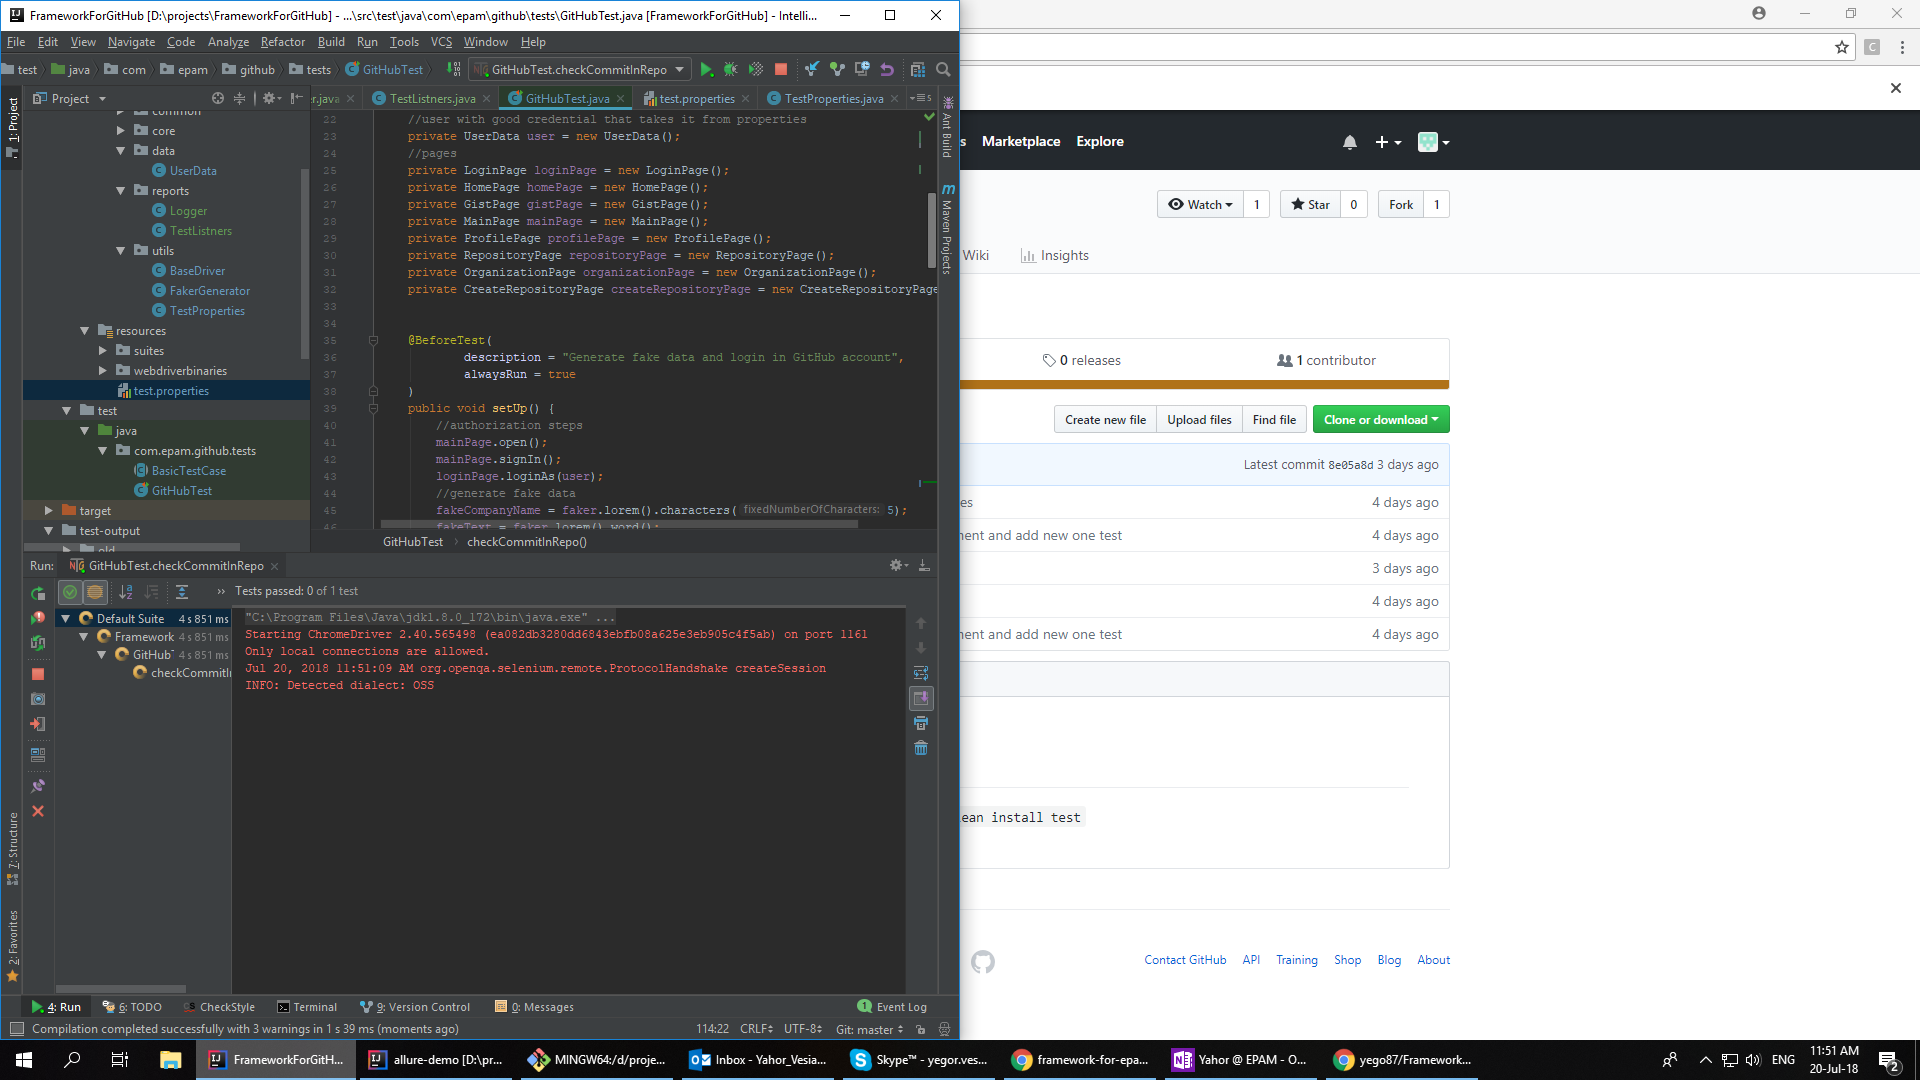 FrameworkForGitHub [D:\projects\FrameworkForGitHub] - ...\src\test\java\com\epam\github\tests\GitHubTest.java [FrameworkForGitHub] - Intelli...
File Edit View Navigate Code Analyze Refactor Build Run Tools VCS Window Help
test java com epam github tests GitHubTest GitHubTest.checkCommitInRepo
Project
er.java TestListners.java GitHubTest.java test.properties TestProperties.java
1: Project
common
core
data
UserData
reports
Logger
TestListners
utils
BaseDriver
FakerGenerator
TestProperties
resources
suites
webdriverbinaries
test.properties
test
java
com.epam.github.tests
BasicTestCase
GitHubTest
target
test-output
old
22 //user with good credential that takes it from properties
23 private UserData user = new UserData();
24 //pages
25 private LoginPage loginPage = new LoginPage();
26 private HomePage homePage = new HomePage();
27 private GistPage gistPage = new GistPage();
28 private MainPage mainPage = new MainPage();
29 private ProfilePage profilePage = new ProfilePage();
30 private RepositoryPage repositoryPage = new RepositoryPage();
31 private OrganizationPage organizationPage = new OrganizationPage();
32 private CreateRepositoryPage createRepositoryPage = new CreateRepositoryPage
33
34
35 @BeforeTest(
36 description = "Generate fake data and login in GitHub account",
37 alwaysRun = true
38 )
39 public void setUp() {
40 //authorization steps
41 mainPage.open();
42 mainPage.signIn();
43 loginPage.loginAs(user);
44 //generate fake data
45 fakeCompanyName = faker.lorem().characters( fixedNumberOfCharacters: 5);
46 fakeText = faker.lorem().word();
GitHubTest checkCommitInRepo()
Ant Build
Maven Projects
Run: GitHubTest.checkCommitInRepo
Tests passed: 0 of 1 test
Default Suite 4 s 851 ms
Framework 4 s 851 ms
GitHub 4 s 851 ms
checkCommitI
"C:\Program Files\Java\jdk1.8.0_172\bin\java.exe" ...
Starting ChromeDriver 2.40.565498 (ea082db3280dd6843ebfb08a625e3eb905c4f5ab) on port 1161
Only local connections are allowed.
Jul 20, 2018 11:51:09 AM org.openqa.selenium.remote.ProtocolHandshake createSession
INFO: Detected dialect: OSS
7: Structure
2: Favorites
4: Run 6: TODO CheckStyle Terminal 9: Version Control 0: Messages 1 Event Log
Compilation completed successfully with 3 warnings in 1 s 39 ms (moments ago) 114:22 CRLF UTF-8 Git: master
s Marketplace Explore
Watch 1 Star 0 Fork 1
Wiki Insights
0 releases 1 contributor
Create new file Upload files Find file Clone or download
Latest commit 8e05a8d 3 days ago
es 4 days ago
ent and add new one test 4 days ago
3 days ago
4 days ago
ent and add new one test 4 days ago
ean install test
Contact GitHub API Training Shop Blog About
FrameworkForGitH... allure-demo [D:\pr... MINGW64:/d/proje... Inbox - Yahor_Vesia... Skype™ - yegor.ves... framework-for-epa... Yahor @ EPAM - O... yego87/Framework... ENG 11:51 AM
20-Jul-18
2